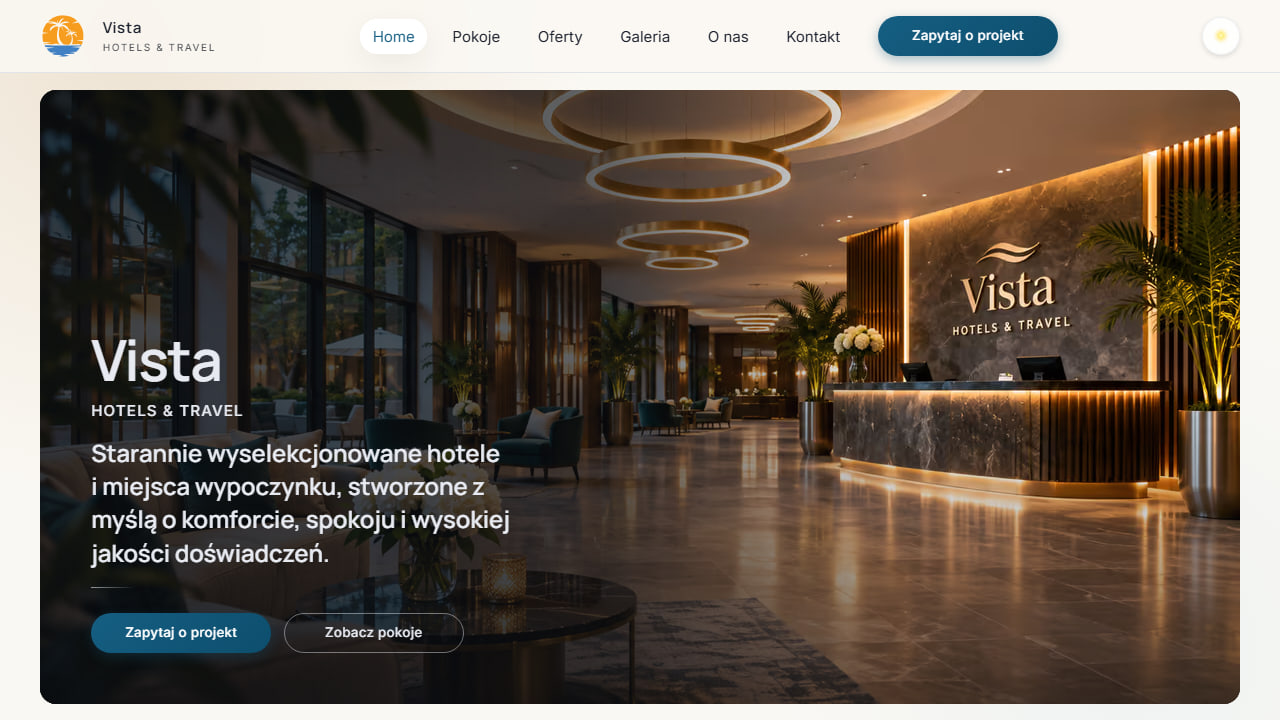 Vista
HOTELS & TRAVEL
Home
Pokoje
Oferty
Galeria
O nas
Kontakt
Zapytaj o projekt
Vista
HOTELS & TRAVEL
Vista
HOTELS & TRAVEL
Starannie wyselekcjonowane hotele
i miejsca wypoczynku, stworzone z
myślą o komforcie, spokoju i wysokiej
jakości doświadczeń.
Zapytaj o projekt
Zobacz pokoje